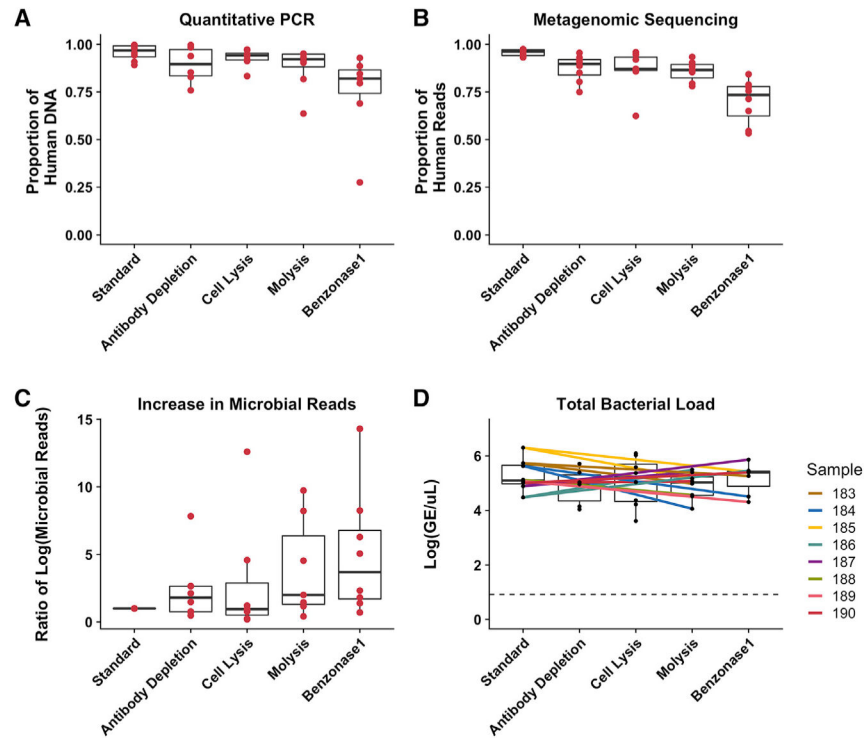 A
Quantitative PCR
Proportion of
Human DNA
1.00
0.75
0.50
0.25
0.00
Standard
Antibody Depletion
Cell Lysis
Molysis
Benzonase1
B
Metagenomic Sequencing
Proportion of
Human Reads
1.00
0.75
0.50
0.25
0.00
Standard
Antibody Depletion
Cell Lysis
Molysis
Benzonase1
C
Increase in Microbial Reads
Ratio of Log(Microbial Reads)
15
10
5
0
Standard
Antibody Depletion
Cell Lysis
Molysis
Benzonase1
D
Total Bacterial Load
Log(GE/uL)
6
4
2
0
Standard
Antibody Depletion
Cell Lysis
Molysis
Benzonase1
Sample
183
184
185
186
187
188
189
190